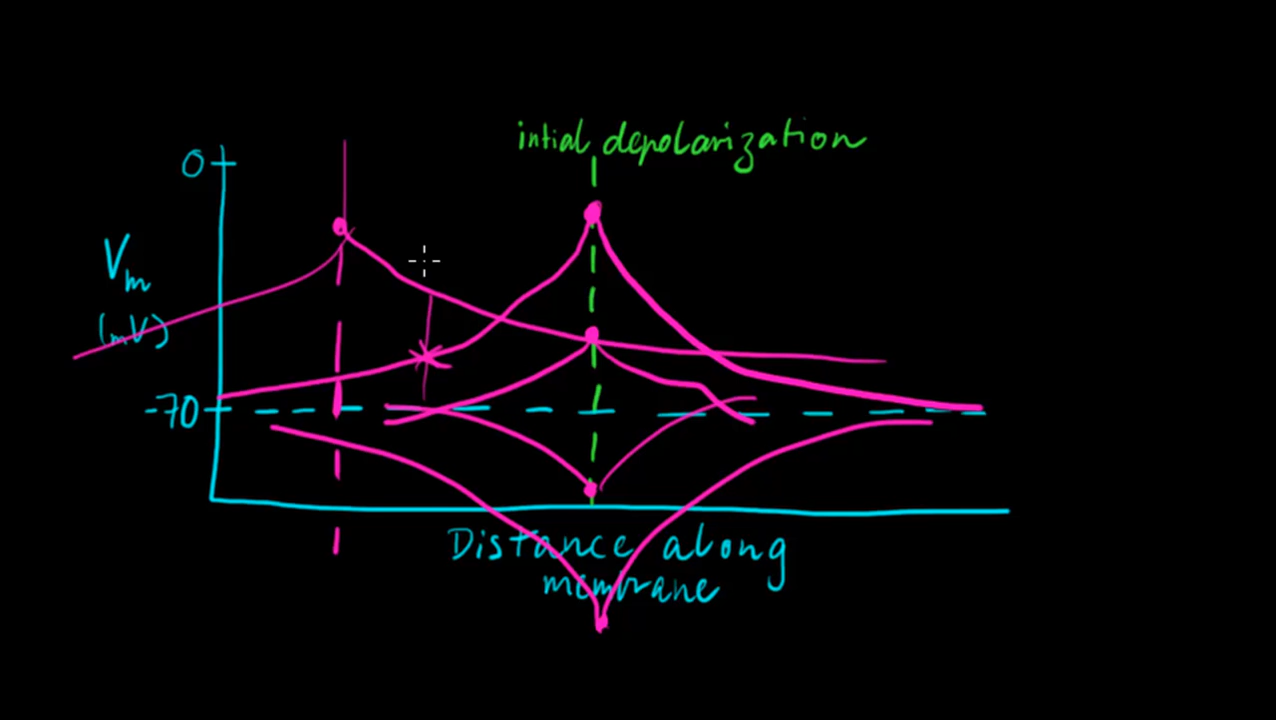 intial depolarization
0
Vm
(mV)
-70
Distance along
membrane